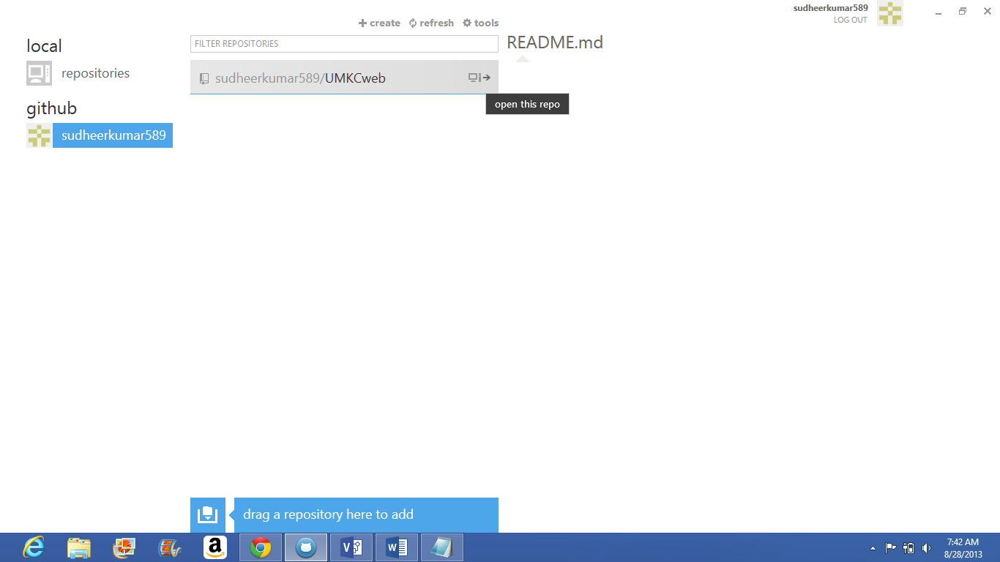 sudheerkumar589
LOG OUT
create refresh tools
local
FILTER REPOSITORIES
README.md
repositories
sudheerkumar589/UMKCweb
open this repo
github
sudheerkumar589
drag a repository here to add
7:42 AM
8/28/2013